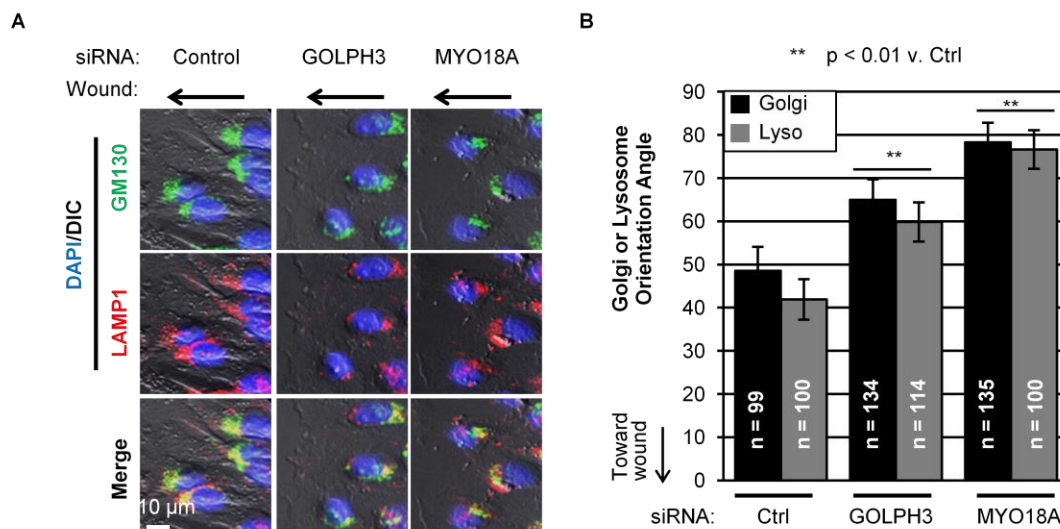 A
siRNA: Control GOLPH3 MYO18A
Wound:
DAPI/DIC
GM130
LAMP1
Merge
10 µm
B
** p < 0.01 v. Ctrl
Golgi or Lysosome
Orientation Angle
Toward
wound
90
80
70
60
50
40
30
20
10
0
Golgi
Lyso
**
**
n = 99
n = 100
n = 134
n = 114
n = 135
n = 100
siRNA: Ctrl GOLPH3 MYO18A